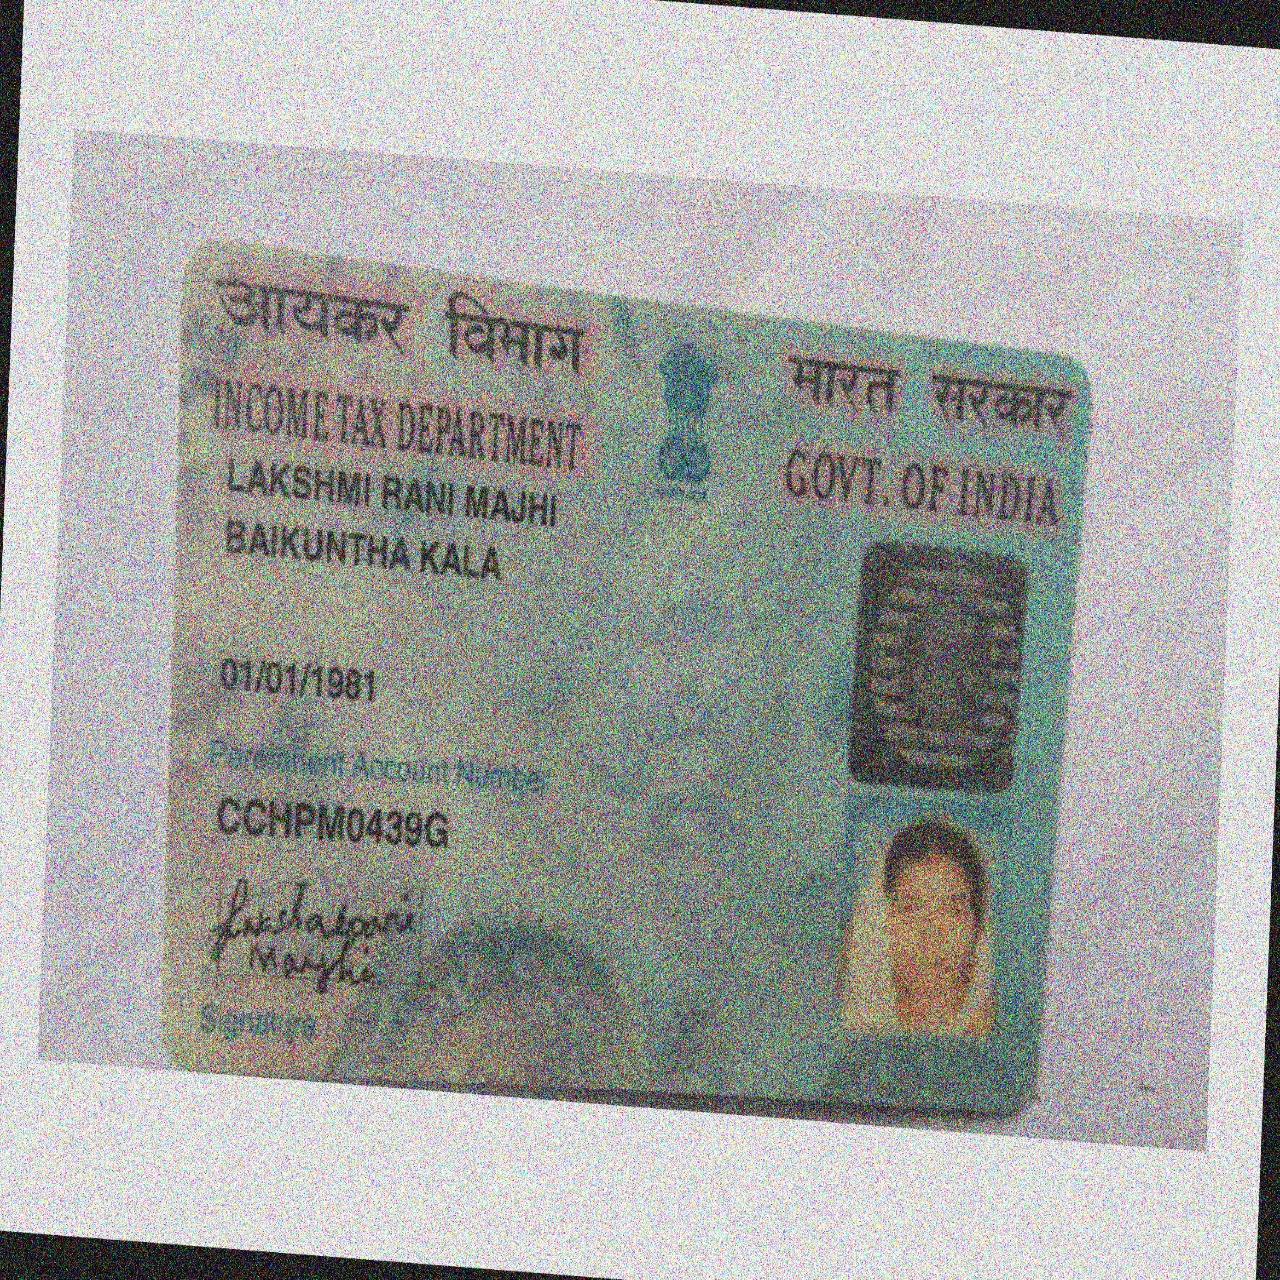 आयकर विभाग
भारत सरकार
INCOME TAX DEPARTMENT
GOVT. OF INDIA
LAKSHMI RANI MAJHI
BAIKUNTHA KALA
01/01/1981
Permanent Account Number
CCHPM0439G
Majhi
Signature